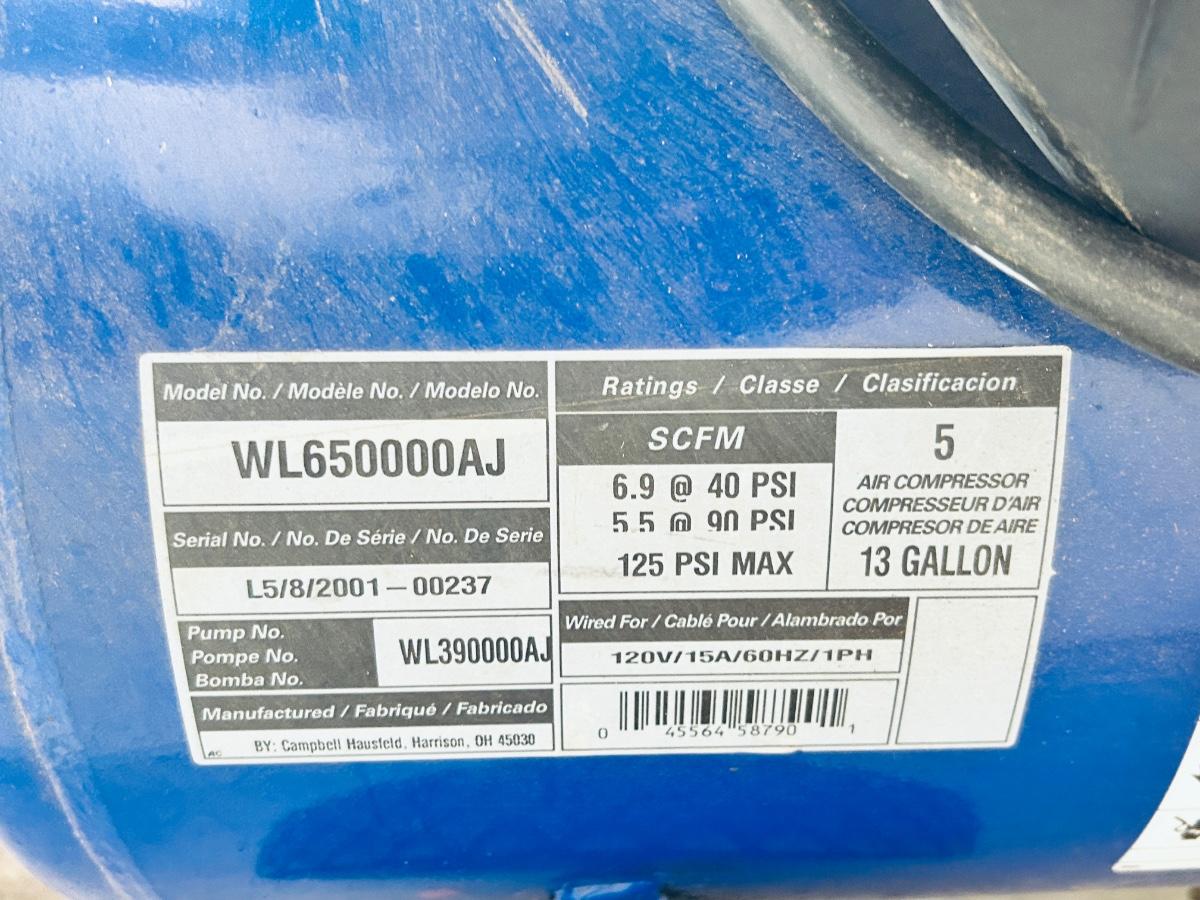 Model No. / Modèle No. / Modelo No.
WL650000AJ
Serial No. / No. De Série / No. De Serie
L5/8/2001–00237
Pump No.
Pompe No.
Bomba No.
WL390000AJ
Manufactured / Fabriqué / Fabricado
BY: Campbell Hausfeld, Harrison, OH 45030
AC
Ratings / Classe / Clasificacion
SCFM
6.9 @ 40 PSI
5.5 @ 90 PSI
125 PSI MAX
5
AIR COMPRESSOR
COMPRESSEUR D'AIR
COMPRESOR DE AIRE
13 GALLON
Wired For / Cablé Pour / Alambrado Por
120V/15A/60HZ/1PH
0 45564 58790 1